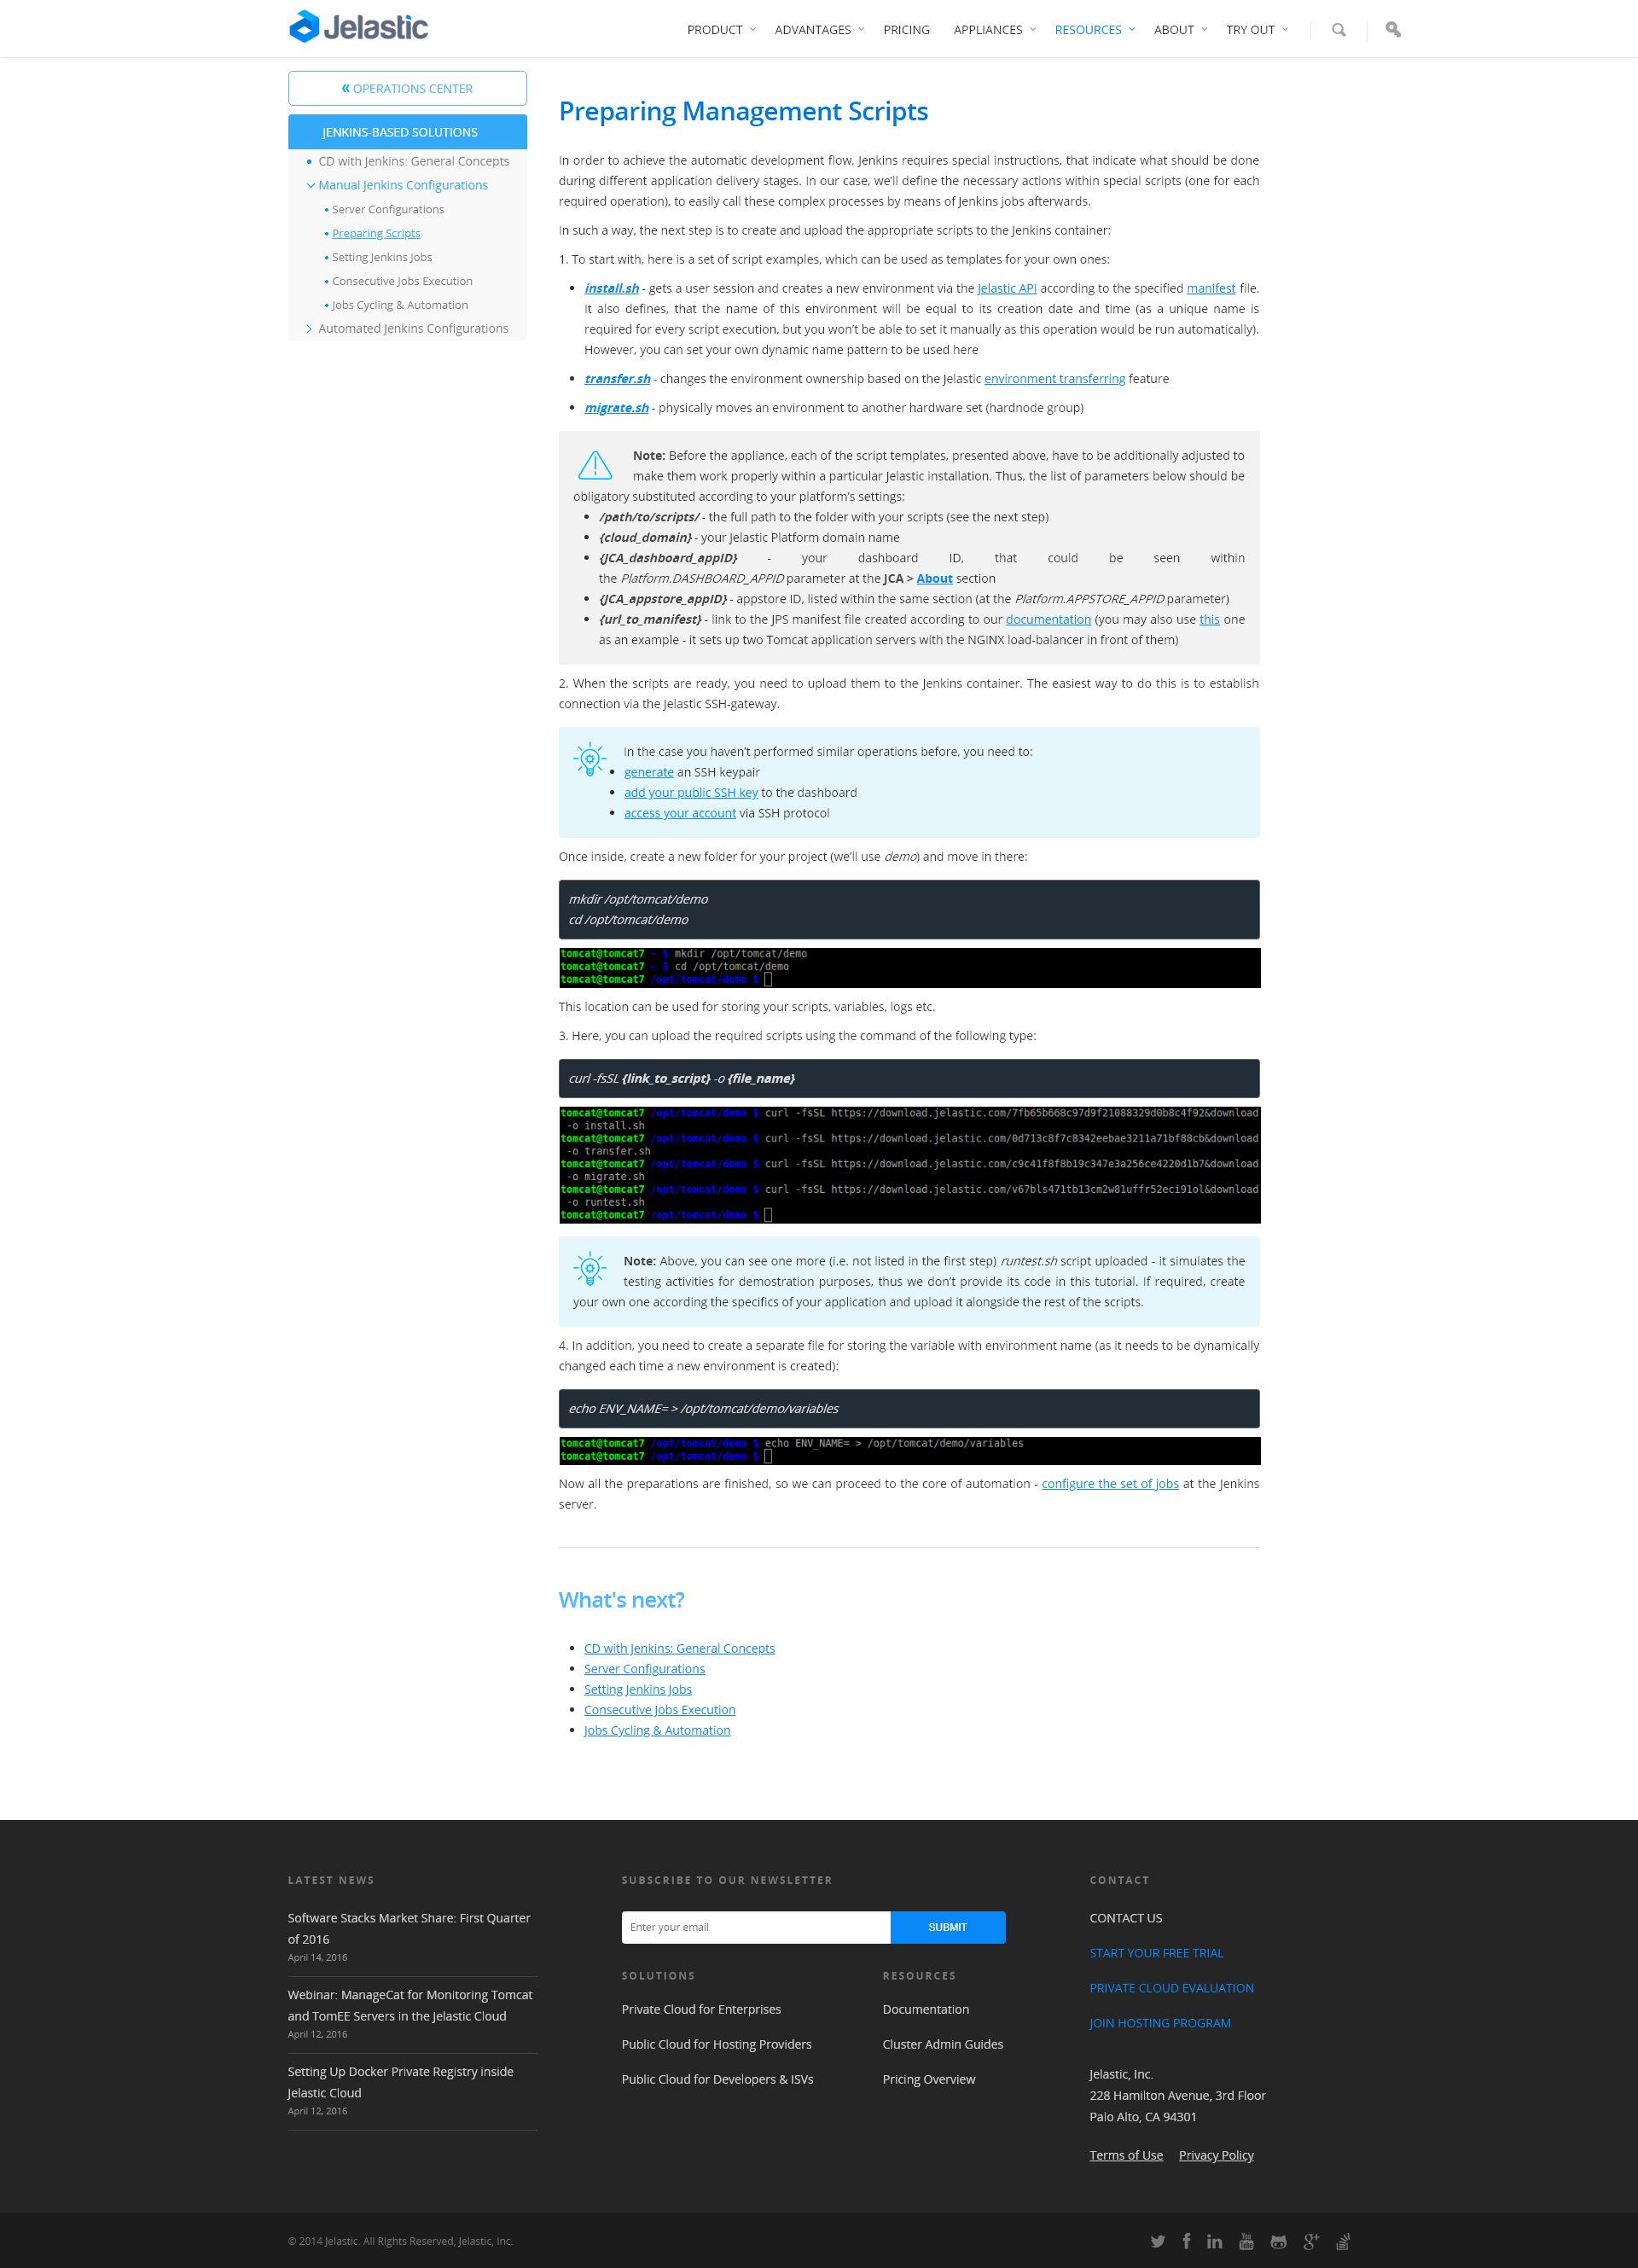 Jelastic
PRODUCT
ADVANTAGES
PRICING
APPLIANCES
RESOURCES
ABOUT
TRY OUT
« OPERATIONS CENTER
JENKINS-BASED SOLUTIONS
CD with Jenkins: General Concepts
Manual Jenkins Configurations
Server Configurations
Preparing Scripts
Setting Jenkins Jobs
Consecutive Jobs Execution
Jobs Cycling & Automation
Automated Jenkins Configurations
Preparing Management Scripts
In order to achieve the automatic development flow, Jenkins requires special instructions, that indicate what should be done
during different application delivery stages. In our case, we’ll define the necessary actions within special scripts (one for each
required operation), to easily call these complex processes by means of Jenkins jobs afterwards.
In such a way, the next step is to create and upload the appropriate scripts to the Jenkins container:
1. To start with, here is a set of script examples, which can be used as templates for your own ones:
• install.sh - gets a user session and creates a new environment via the Jelastic API according to the specified manifest file.
It also defines, that the name of this environment will be equal to its creation date and time (as a unique name is
required for every script execution, but you won’t be able to set it manually as this operation would be run automatically).
However, you can set your own dynamic name pattern to be used here
• transfer.sh - changes the environment ownership based on the Jelastic environment transferring feature
• migrate.sh - physically moves an environment to another hardware set (hardnode group)
Note: Before the appliance, each of the script templates, presented above, have to be additionally adjusted to
make them work properly within a particular Jelastic installation. Thus, the list of parameters below should be
obligatory substituted according to your platform’s settings:
• /path/to/scripts/ - the full path to the folder with your scripts (see the next step)
• {cloud_domain} - your Jelastic Platform domain name
• {JCA_dashboard_appID} - your dashboard ID, that could be seen within
the Platform.DASHBOARD_APPID parameter at the JCA > About section
• {JCA_appstore_appID} - appstore ID, listed within the same section (at the Platform.APPSTORE_APPID parameter)
• {url_to_manifest} - link to the JPS manifest file created according to our documentation (you may also use this one
as an example - it sets up two Tomcat application servers with the NGINX load-balancer in front of them)
2. When the scripts are ready, you need to upload them to the Jenkins container. The easiest way to do this is to establish
connection via the Jelastic SSH-gateway.
In the case you haven’t performed similar operations before, you need to:
• generate an SSH keypair
• add your public SSH key to the dashboard
• access your account via SSH protocol
Once inside, create a new folder for your project (we’ll use demo) and move in there:
mkdir /opt/tomcat/demo
cd /opt/tomcat/demo
tomcat@tomcat7 ~ $ mkdir /opt/tomcat/demo
tomcat@tomcat7 ~ $ cd /opt/tomcat/demo
tomcat@tomcat7 /opt/tomcat/demo $
This location can be used for storing your scripts, variables, logs etc.
3. Here, you can upload the required scripts using the command of the following type:
curl -fsSL {link_to_script} -o {file_name}
tomcat@tomcat7 /opt/tomcat/demo $ curl -fsSL https://download.jelastic.com/7fb65b668c97d9f21088329d0b8c4f92&download
-o install.sh
tomcat@tomcat7 /opt/tomcat/demo $ curl -fsSL https://download.jelastic.com/0d713c8f7c8342eebae3211a71bf88cb&download
-o transfer.sh
tomcat@tomcat7 /opt/tomcat/demo $ curl -fsSL https://download.jelastic.com/c9c41f8f8b19c347e3a256ce4220d1b7&download
-o migrate.sh
tomcat@tomcat7 /opt/tomcat/demo $ curl -fsSL https://download.jelastic.com/v67bls471tb13cm2w81uffr52eci91ol&download
-o runtest.sh
tomcat@tomcat7 /opt/tomcat/demo $
Note: Above, you can see one more (i.e. not listed in the first step) runtest.sh script uploaded - it simulates the
testing activities for demostration purposes, thus we don’t provide its code in this tutorial. If required, create
your own one according the specifics of your application and upload it alongside the rest of the scripts.
4. In addition, you need to create a separate file for storing the variable with environment name (as it needs to be dynamically
changed each time a new environment is created):
echo ENV_NAME= > /opt/tomcat/demo/variables
tomcat@tomcat7 /opt/tomcat/demo $ echo ENV_NAME= > /opt/tomcat/demo/variables
tomcat@tomcat7 /opt/tomcat/demo $
Now all the preparations are finished, so we can proceed to the core of automation - configure the set of jobs at the Jenkins
server.
What's next?
• CD with Jenkins: General Concepts
• Server Configurations
• Setting Jenkins Jobs
• Consecutive Jobs Execution
• Jobs Cycling & Automation
LATEST NEWS
Software Stacks Market Share: First Quarter
of 2016
April 14, 2016
Webinar: ManageCat for Monitoring Tomcat
and TomEE Servers in the Jelastic Cloud
April 12, 2016
Setting Up Docker Private Registry inside
Jelastic Cloud
April 12, 2016
SUBSCRIBE TO OUR NEWSLETTER
Enter your email
SUBMIT
SOLUTIONS
Private Cloud for Enterprises
Public Cloud for Hosting Providers
Public Cloud for Developers & ISVs
RESOURCES
Documentation
Cluster Admin Guides
Pricing Overview
CONTACT
CONTACT US
START YOUR FREE TRIAL
PRIVATE CLOUD EVALUATION
JOIN HOSTING PROGRAM
Jelastic, Inc.
228 Hamilton Avenue, 3rd Floor
Palo Alto, CA 94301
Terms of Use Privacy Policy
© 2014 Jelastic. All Rights Reserved, Jelastic, Inc.